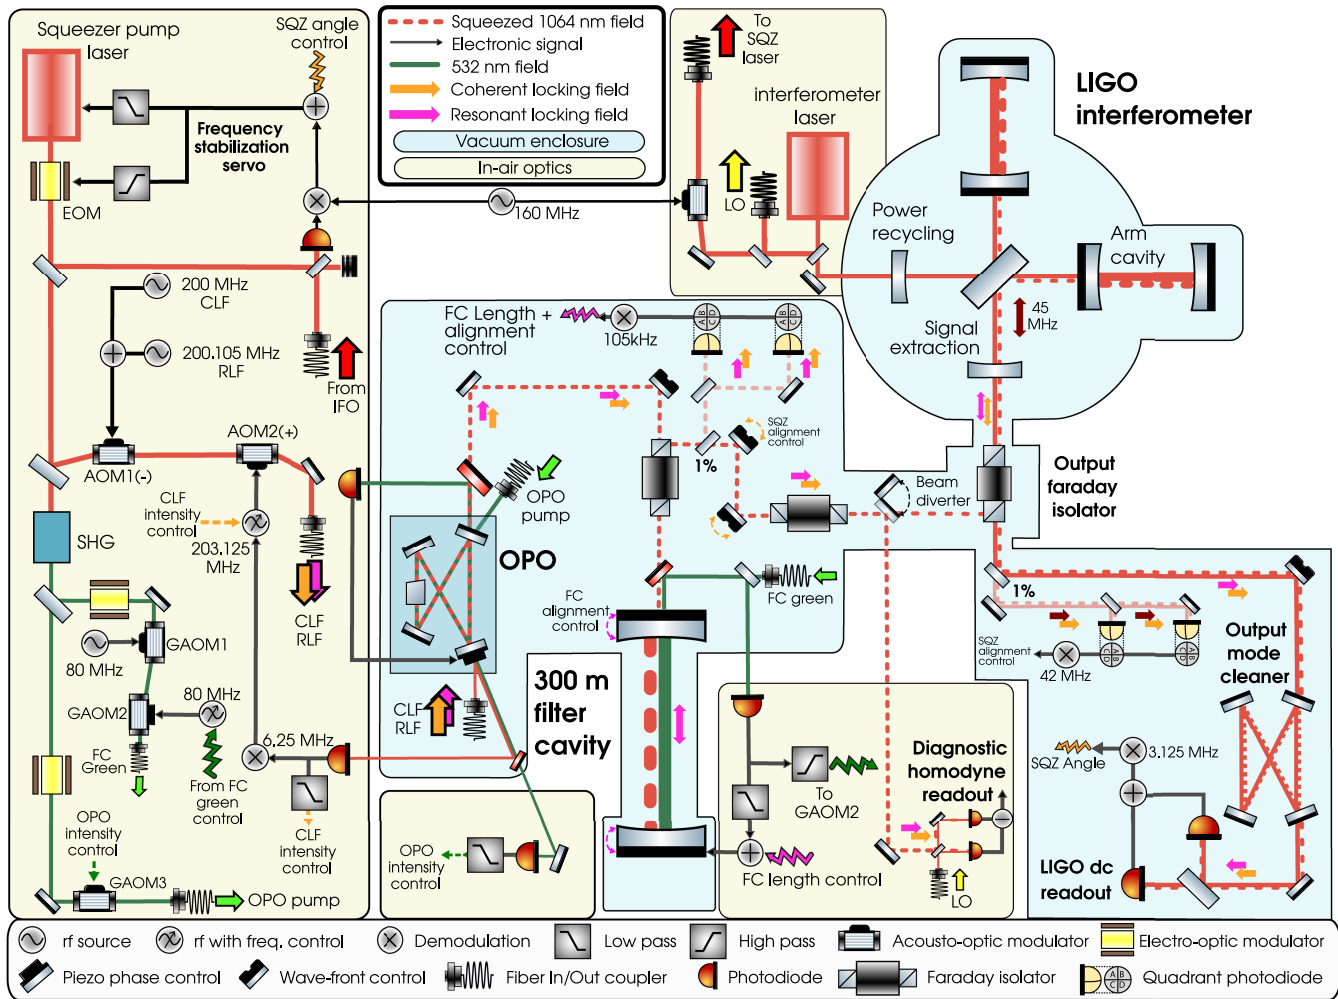 Squeezer pump
laser
SQZ angle
control
Frequency
stabilization
servo
EOM
200 MHz
CLF
200.105 MHz
RLF
From
IFO
AOM1(-)
AOM2(+)
CLF
intensity
control
203.125
MHz
SHG
CLF
RLF
GAOM1
80 MHz
GAOM2
80 MHz
FC
Green
From FC
green control
6.25 MHz
CLF
intensity
control
OPO
intensity
control
GAOM3
OPO pump
Squeezed 1064 nm field
Electronic signal
532 nm field
Coherent locking field
Resonant locking field
Vacuum enclosure
In-air optics
160 MHz
To
SQZ
laser
interferometer
laser
LO
LIGO
interferometer
Power
recycling
Arm
cavity
45
MHz
Signal
extraction
FC Length +
alignment
control
105kHz
A B
C D
A B
C D
SQZ
alignment
control
1%
OPO
pump
OPO
Beam
diverter
Output
faraday
isolator
FC green
FC
alignment
control
CLF
RLF
300 m
filter
cavity
To
GAOM2
FC length control
OPO
intensity
control
Diagnostic
homodyne
readout
LO
1%
SQZ
alignment
control
42 MHz
A B
C D
A B
C D
Output
mode
cleaner
3.125 MHz
SQZ Angle
LIGO dc
readout
rf source
rf with freq. control
Demodulation
Low pass
High pass
Acousto-optic modulator
Electro-optic modulator
Piezo phase control
Wave-front control
Fiber In/Out coupler
Photodiode
Faraday isolator
A B
C D
Quadrant photodiode